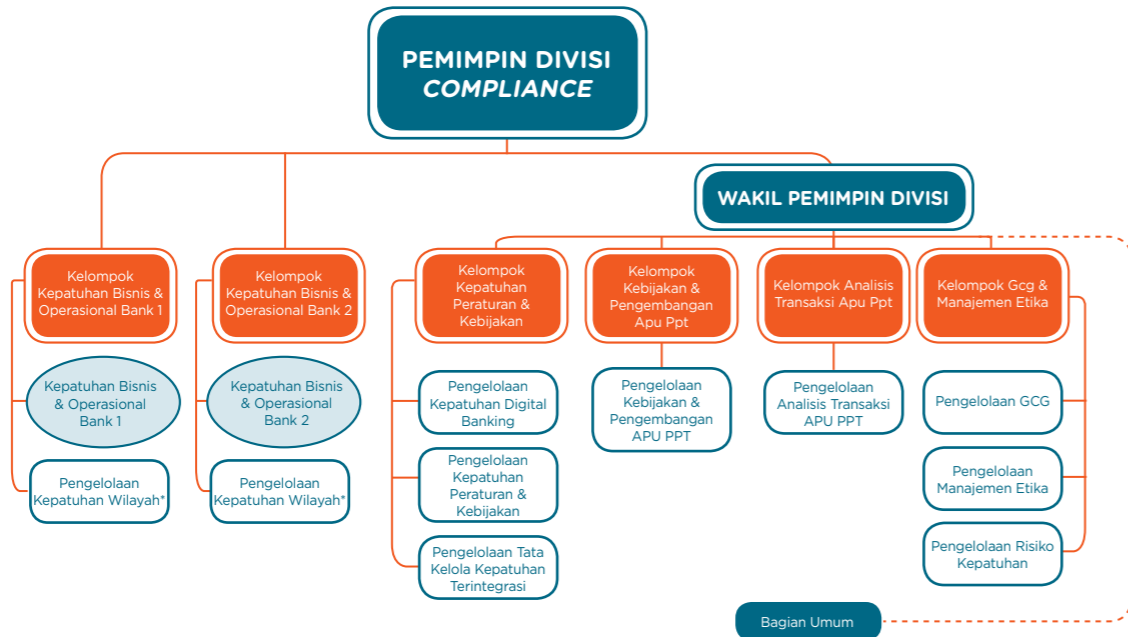 PEMIMPIN DIVISI
COMPLIANCE
WAKIL PEMIMPIN DIVISI
Kelompok
Kepatuhan Bisnis &
Operasional Bank 1
Kelompok
Kepatuhan Bisnis &
Operasional Bank 2
Kelompok
Kepatuhan
Peraturan &
Kebijakan
Kelompok
Kebijakan &
Pengembangan
Apu Ppt
Kelompok Analisis
Transaksi Apu Ppt
Kelompok Gcg &
Manajemen Etika
Kepatuhan Bisnis
& Operasional
Bank 1
Kepatuhan Bisnis
& Operasional
Bank 2
Pengelolaan
Kepatuhan Digital
Banking
Pengelolaan
Kebijakan &
Pengembangan
APU PPT
Pengelolaan
Analisis Transaksi
APU PPT
Pengelolaan GCG
Pengelolaan
Kepatuhan Wilayah*
Pengelolaan
Kepatuhan Wilayah*
Pengelolaan
Kepatuhan
Peraturan &
Kebijakan
Pengelolaan
Manajemen Etika
Pengelolaan Tata
Kelola Kepatuhan
Terintegrasi
Pengelolaan Risiko
Kepatuhan
Bagian Umum